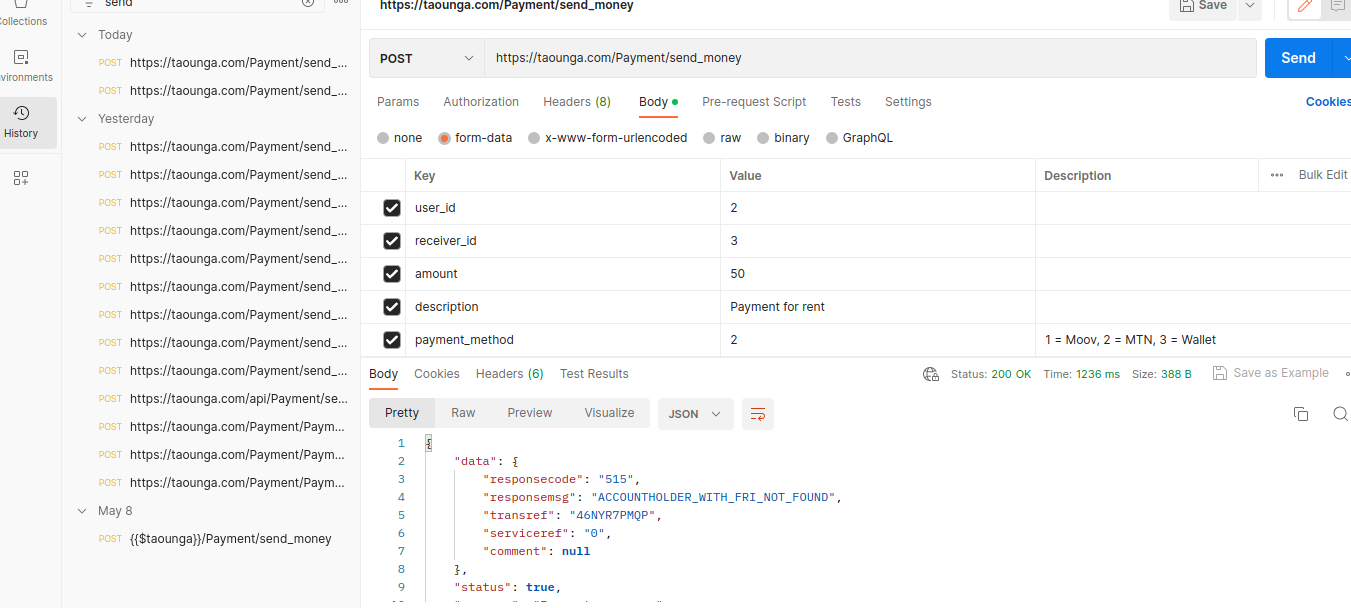 send
https://taounga.com/Payment/send_money
Save
Collections
Environments
History
Today
POST https://taounga.com/Payment/send_...
POST https://taounga.com/Payment/send_...
Yesterday
POST https://taounga.com/Payment/send_...
POST https://taounga.com/Payment/send_...
POST https://taounga.com/Payment/send_...
POST https://taounga.com/Payment/send_...
POST https://taounga.com/Payment/send_...
POST https://taounga.com/Payment/send_...
POST https://taounga.com/Payment/send_...
POST https://taounga.com/Payment/send_...
POST https://taounga.com/Payment/send_...
POST https://taounga.com/api/Payment/se...
POST https://taounga.com/Payment/Paym...
POST https://taounga.com/Payment/Paym...
POST https://taounga.com/Payment/Paym...
May 8
POST {{$taounga}}/Payment/send_money
POST https://taounga.com/Payment/send_money Send
Params Authorization Headers (8) Body Pre-request Script Tests Settings Cookies
none form-data x-www-form-urlencoded raw binary GraphQL
Key Value Description Bulk Edit
user_id 2
receiver_id 3
amount 50
description Payment for rent
payment_method 2 1 = Moov, 2 = MTN, 3 = Wallet
Body Cookies Headers (6) Test Results Status: 200 OK Time: 1236 ms Size: 388 B Save as Example
Pretty Raw Preview Visualize JSON
1 {
2 "data": {
3 "responsecode": "515",
4 "responsemsg": "ACCOUNTHOLDER_WITH_FRI_NOT_FOUND",
5 "transref": "46NYR7PMQP",
6 "serviceref": "0",
7 "comment": null
8 },
9 "status": true,